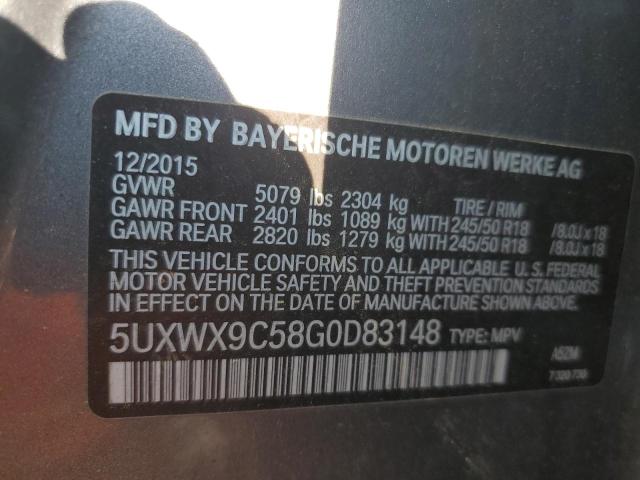 MFD BY BAYERISCHE MOTOREN WERKE AG
12/2015
GVWR 5079 lbs 2304 kg TIRE / RIM
GAWR FRONT 2401 lbs 1089 kg WITH 245/50 R18 /8.0J x 18
GAWR REAR 2820 lbs 1279 kg WITH 245/50 R18 /8.0J x 18
THIS VEHICLE CONFORMS TO ALL APPLICABLE U. S. FEDERAL
MOTOR VEHICLE SAFETY AND THEFT PREVENTION STANDARDS
IN EFFECT ON THE DATE OF MANUFACTURE SHOWN ABOVE.
5UXWX9C58G0D83148 TYPE: MPV
A52M